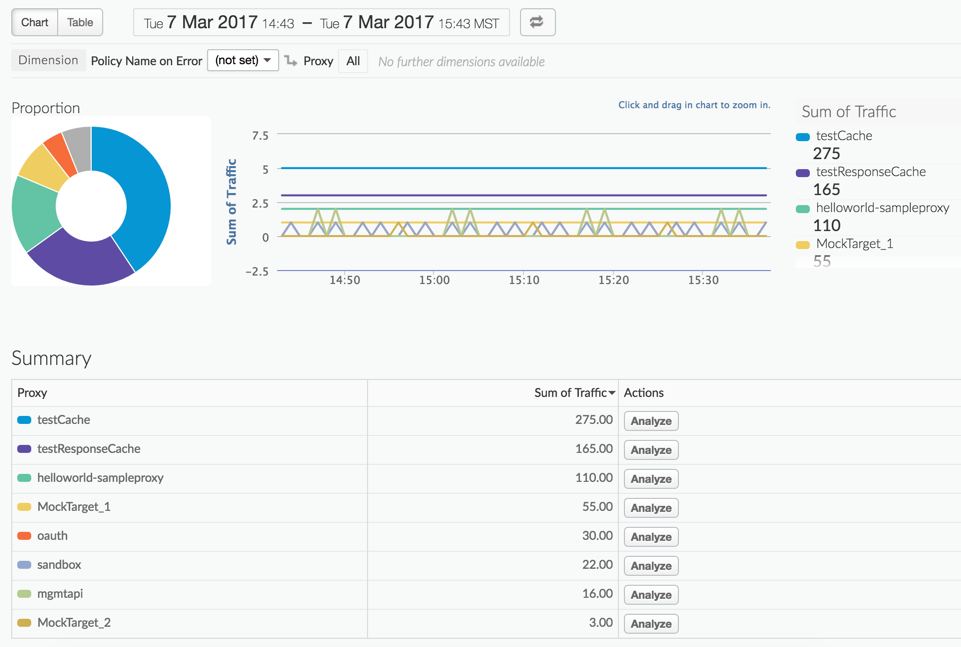 Chart Table Tue 7 Mar 2017 14:43 – Tue 7 Mar 2017 15:43 MST
Dimension Policy Name on Error (not set) Proxy All No further dimensions available
Proportion
Click and drag in chart to zoom in.
Sum of Traffic
7.5
5
2.5
0
−2.5
14:50 15:00 15:10 15:20 15:30
Sum of Traffic
testCache
275
testResponseCache
165
helloworld-sampleproxy
110
MockTarget_1
55
Summary
Proxy Sum of Traffic Actions
testCache 275.00 Analyze
testResponseCache 165.00 Analyze
helloworld-sampleproxy 110.00 Analyze
MockTarget_1 55.00 Analyze
oauth 30.00 Analyze
sandbox 22.00 Analyze
mgmtapi 16.00 Analyze
MockTarget_2 3.00 Analyze